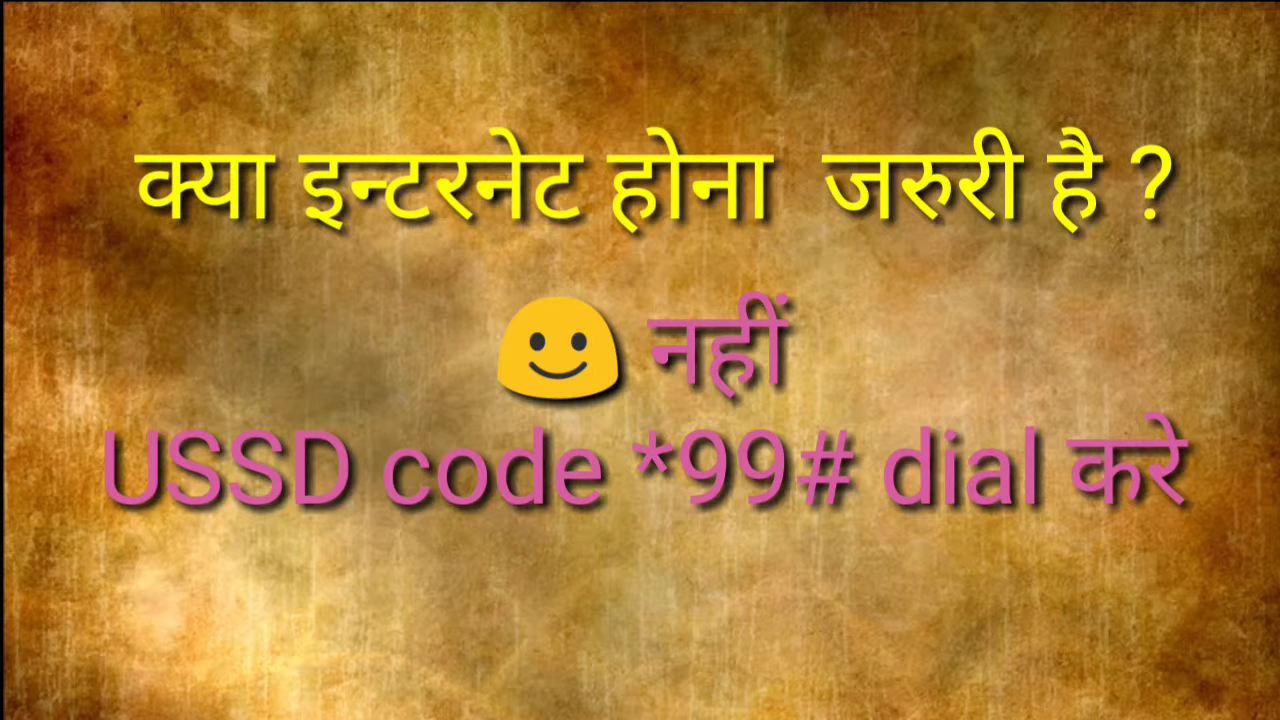 क्या इन्टरनेट होना जरुरी है ?
🙂 नहीं
USSD code *99# dial करे